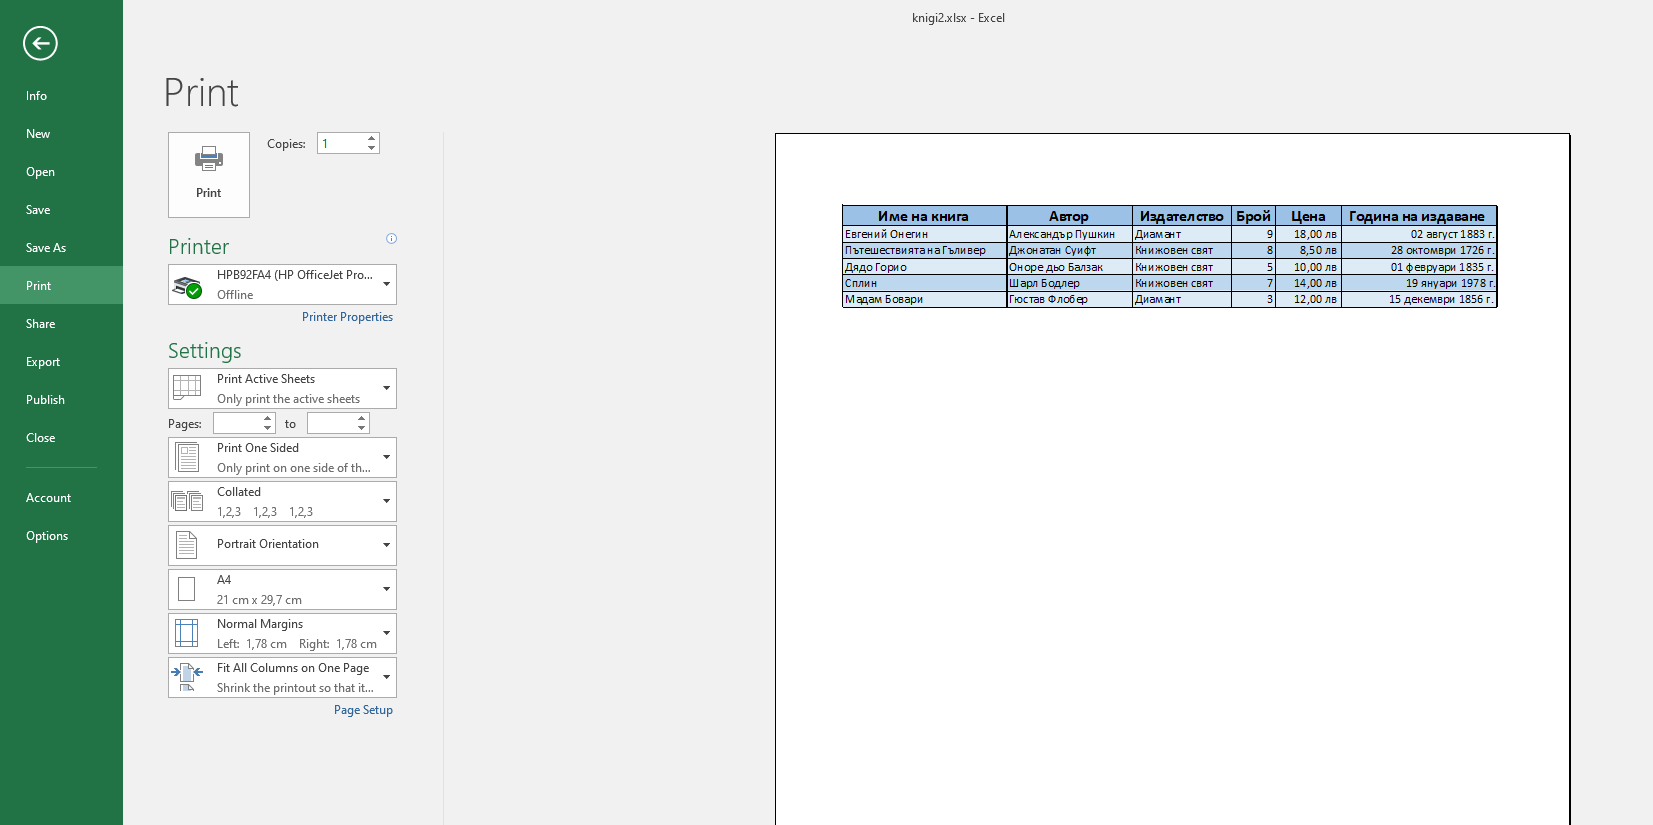 knigi2.xlsx - Excel
Info
New
Open
Save
Save As
Print
Share
Export
Publish
Close
Account
Options
Print
Print
Copies: 1
Printer
HPB92FA4 (HP OfficeJet Pro...
Offline
Printer Properties
Settings
Print Active Sheets
Only print the active sheets
Pages: to
Print One Sided
Only print on one side of th...
Collated
1,2,3 1,2,3 1,2,3
Portrait Orientation
A4
21 cm x 29,7 cm
Normal Margins
Left: 1,78 cm Right: 1,78 cm
Fit All Columns on One Page
Shrink the printout so that it...
Page Setup
Име на книга Автор Издателство Брой Цена Година на издаване
Евгений Онегин Александър Пушкин Диамант 9 18,00 лв 02 август 1883 г.
Пътешествията на Гъливер Джонатан Суифт Книжовен свят 8 8,50 лв 28 октомври 1726 г.
Дядо Горио Оноре дьо Балзак Книжовен свят 5 10,00 лв 01 февруари 1835 г.
Сплин Шарл Бодлер Книжовен свят 7 14,00 лв 19 януари 1978 г.
Мадам Бовари Гюстав Флобер Диамант 3 12,00 лв 15 декември 1856 г.